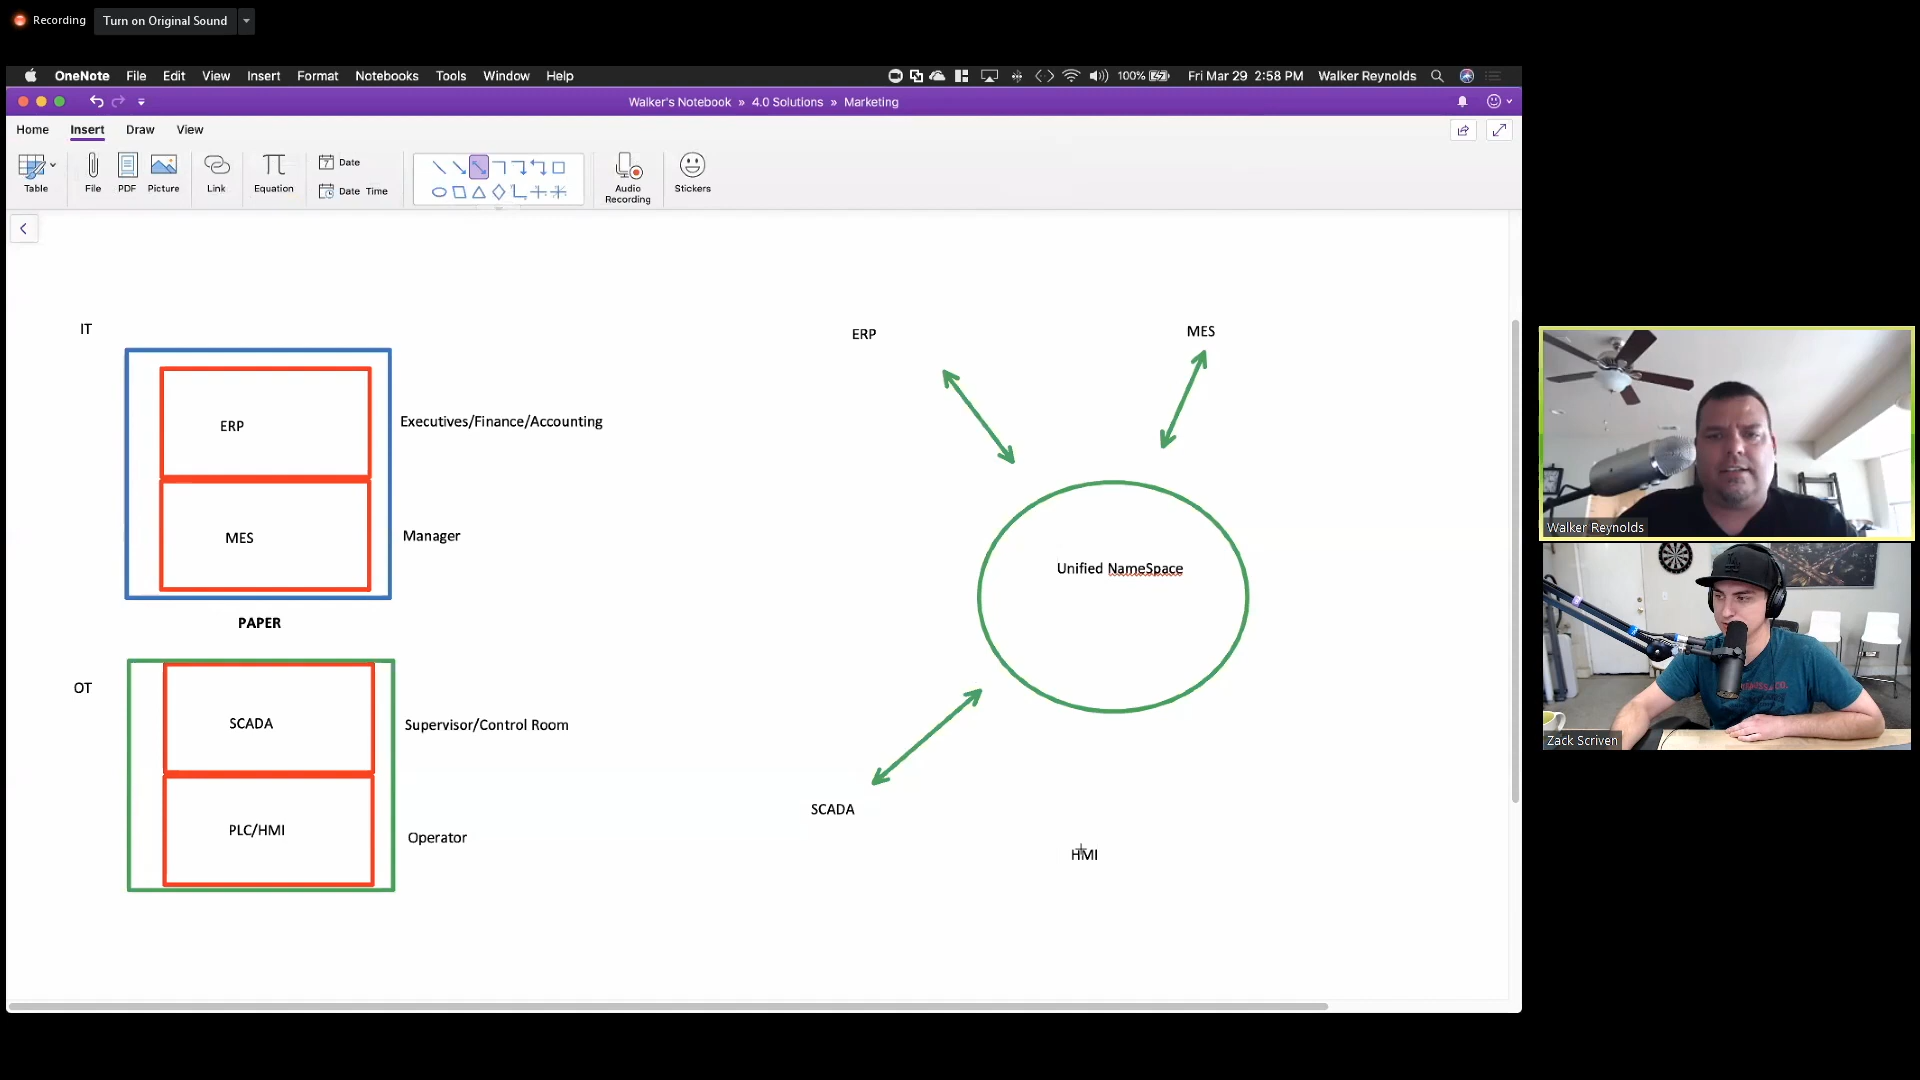 Recording
Turn on Original Sound
OneNote File Edit View Insert Format Notebooks Tools Window Help
100% Fri Mar 29 2:58 PM Walker Reynolds
Walker's Notebook » 4.0 Solutions » Marketing
Home Insert Draw View
Table
File
PDF
Picture
Link
Equation
Date
Date Time
Audio Recording
Stickers
IT
ERP
Executives/Finance/Accounting
MES
Manager
PAPER
OT
SCADA
Supervisor/Control Room
PLC/HMI
Operator
ERP
MES
Unified NameSpace
SCADA
HMI
Walker Reynolds
Zack Scriven